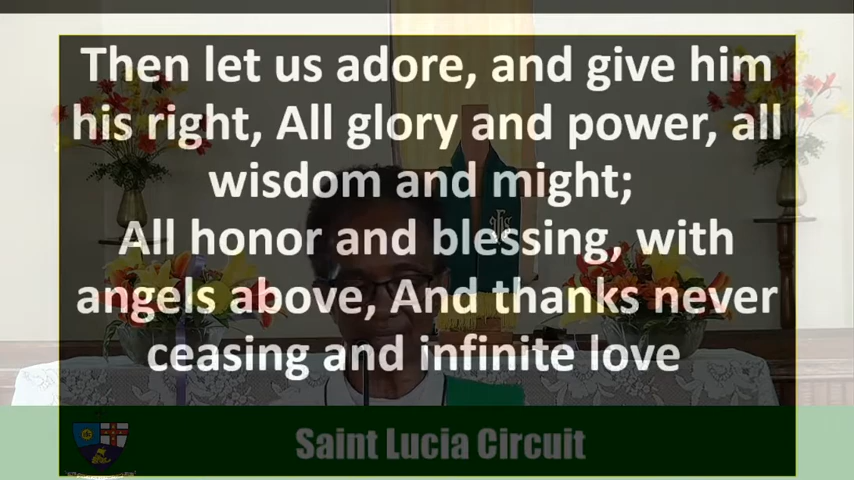 Then let us adore, and give him
his right, All glory and power, all
wisdom and might;
All honor and blessing, with
angels above, And thanks never
ceasing and infinite love
Saint Lucia Circuit